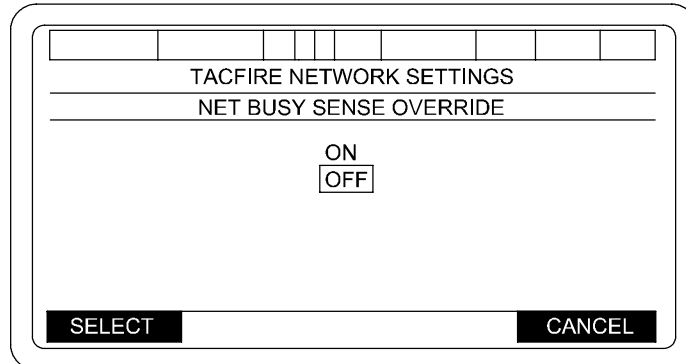 TACFIRE NETWORK SETTINGS
NET BUSY SENSE OVERRIDE
ON
OFF
SELECT CANCEL